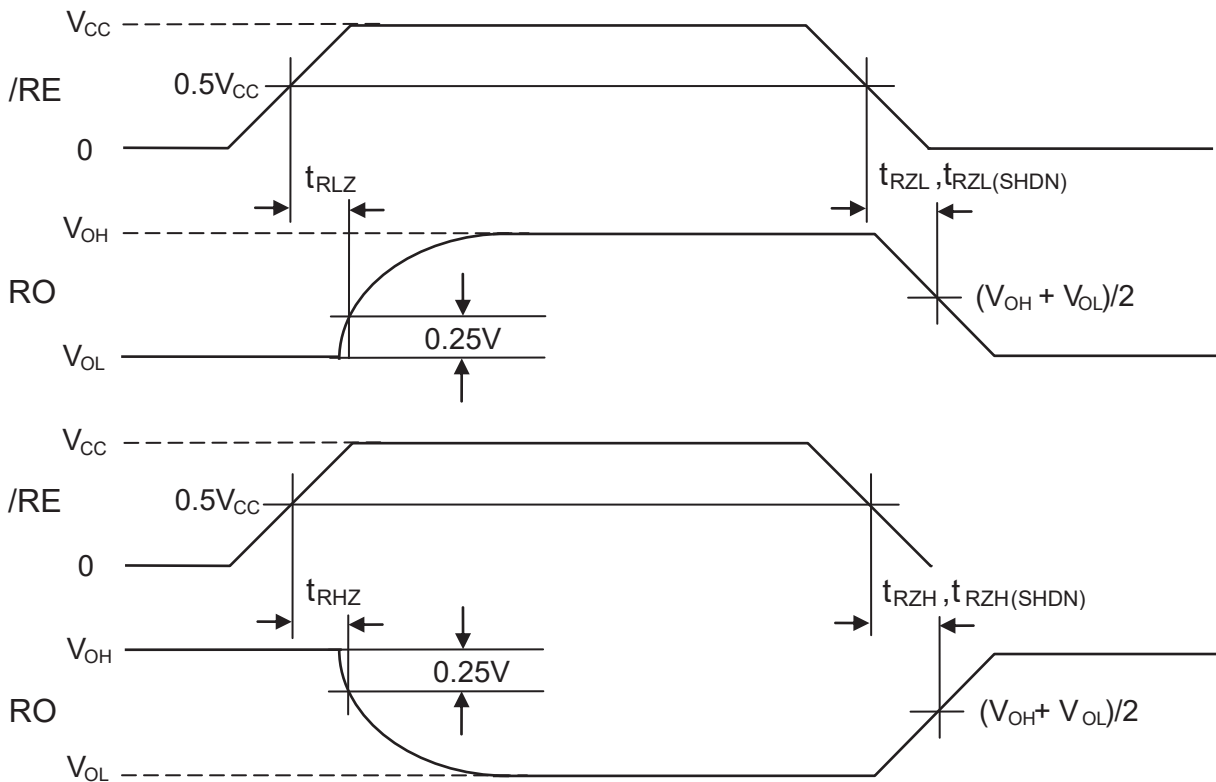 VCC
/RE
0.5VCC
0
tRLZ
tRZL ,tRZL(SHDN)
VOH
RO
(VOH + VOL)/2
0.25V
VOL
VCC
/RE
0.5VCC
0
tRHZ
tRZH ,tRZH(SHDN)
VOH
0.25V
RO
(VOH+ VOL)/2
VOL